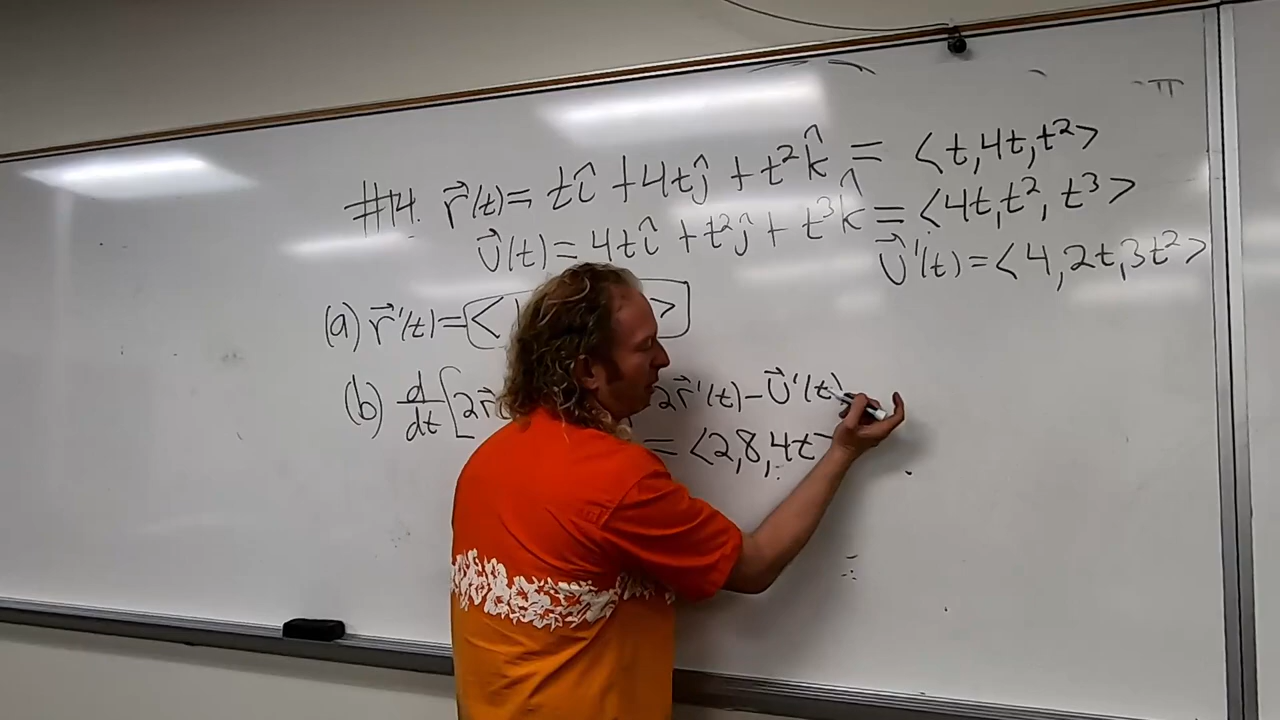 #14. r⃗(t) = tî + 4tĵ + t²k̂ = <t, 4t, t²>
U⃗(t) = 4tî + t²ĵ + t³k̂ = <4t, t², t³>
U⃗'(t) = <4, 2t, 3t²>
(a) r⃗'(t) = < >
(b) d/dt [2r⃗ 2r⃗'(t) - U⃗'(t)
= <2, 8, 4t>